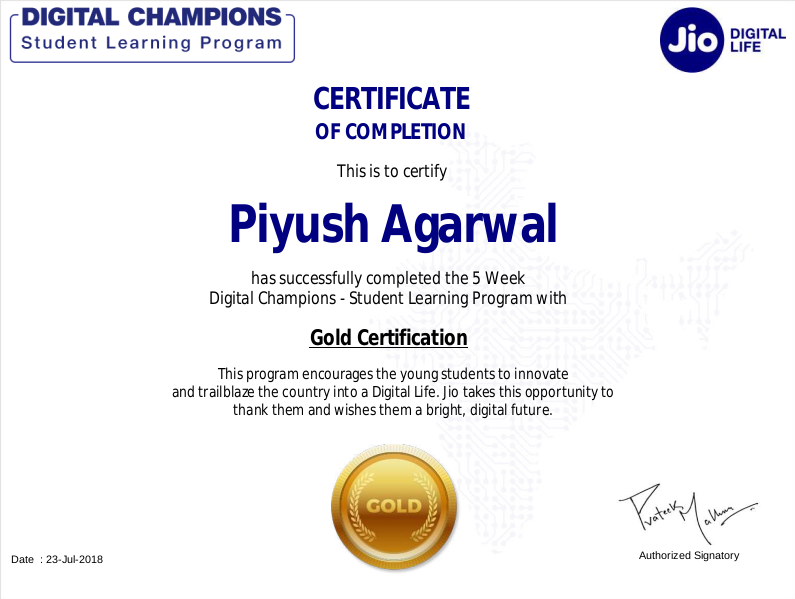 DIGITAL CHAMPIONS
Student Learning Program
Jio DIGITAL
LIFE
CERTIFICATE
OF COMPLETION
This is to certify
Piyush Agarwal
has successfully completed the 5 Week
Digital Champions - Student Learning Program with
Gold Certification
This program encourages the young students to innovate
and trailblaze the country into a Digital Life. Jio takes this opportunity to
thank them and wishes them a bright, digital future.
GOLD
Prateek Mathur
Authorized Signatory
Date : 23-Jul-2018